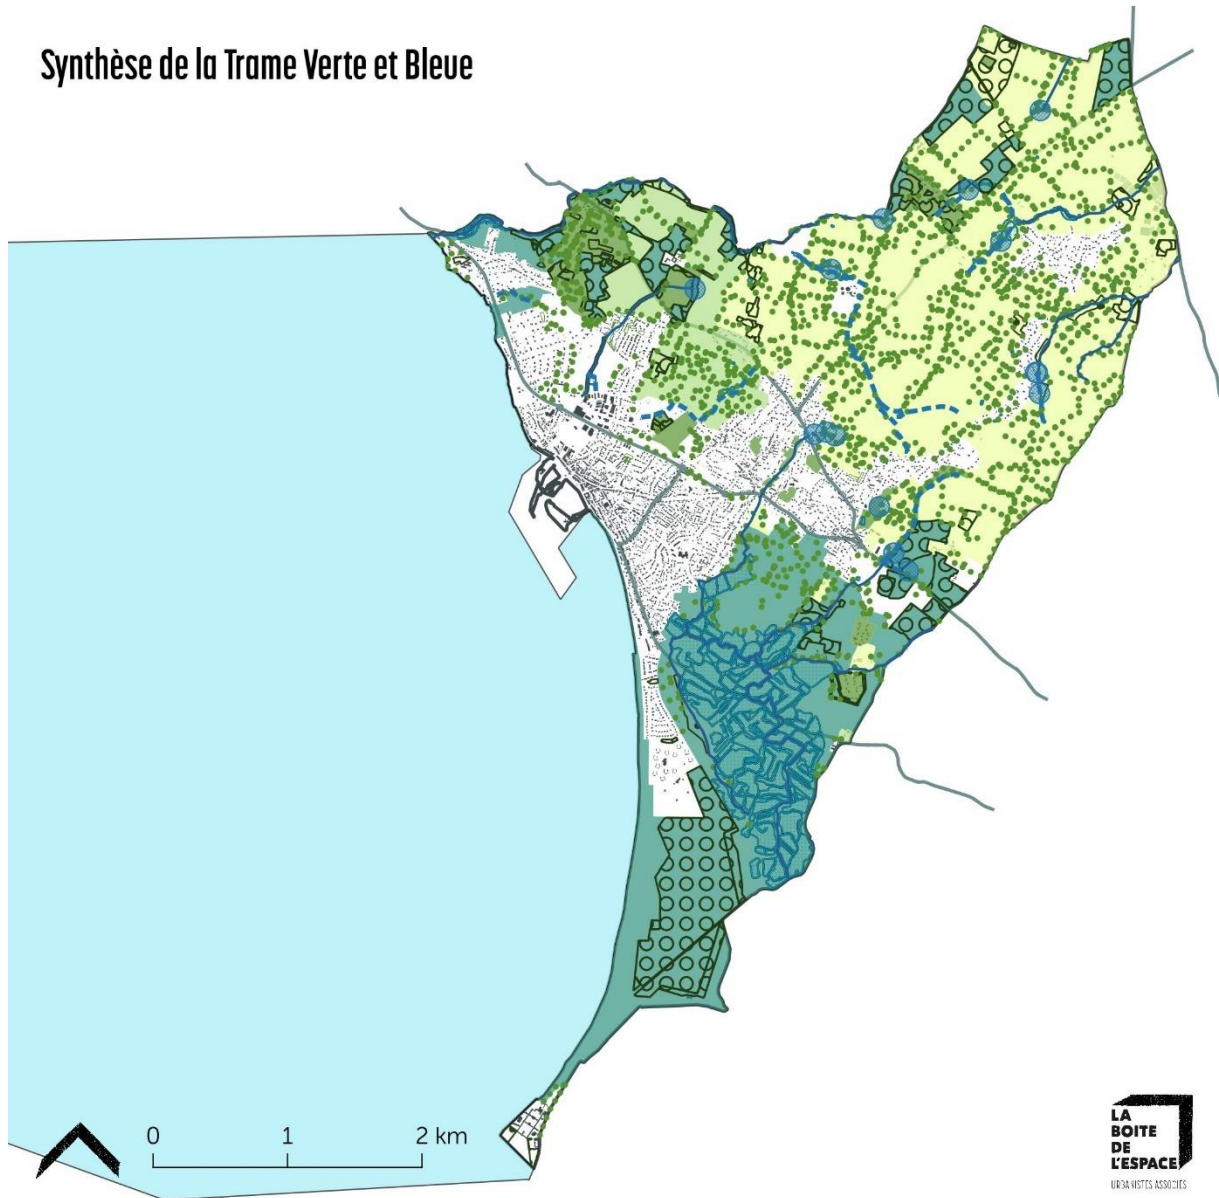 Synthèse de la Trame Verte et Bleue
0 1 2 km
LA
BOITE
DE
L'ESPACE
URBANISTES ASSOCIÉS